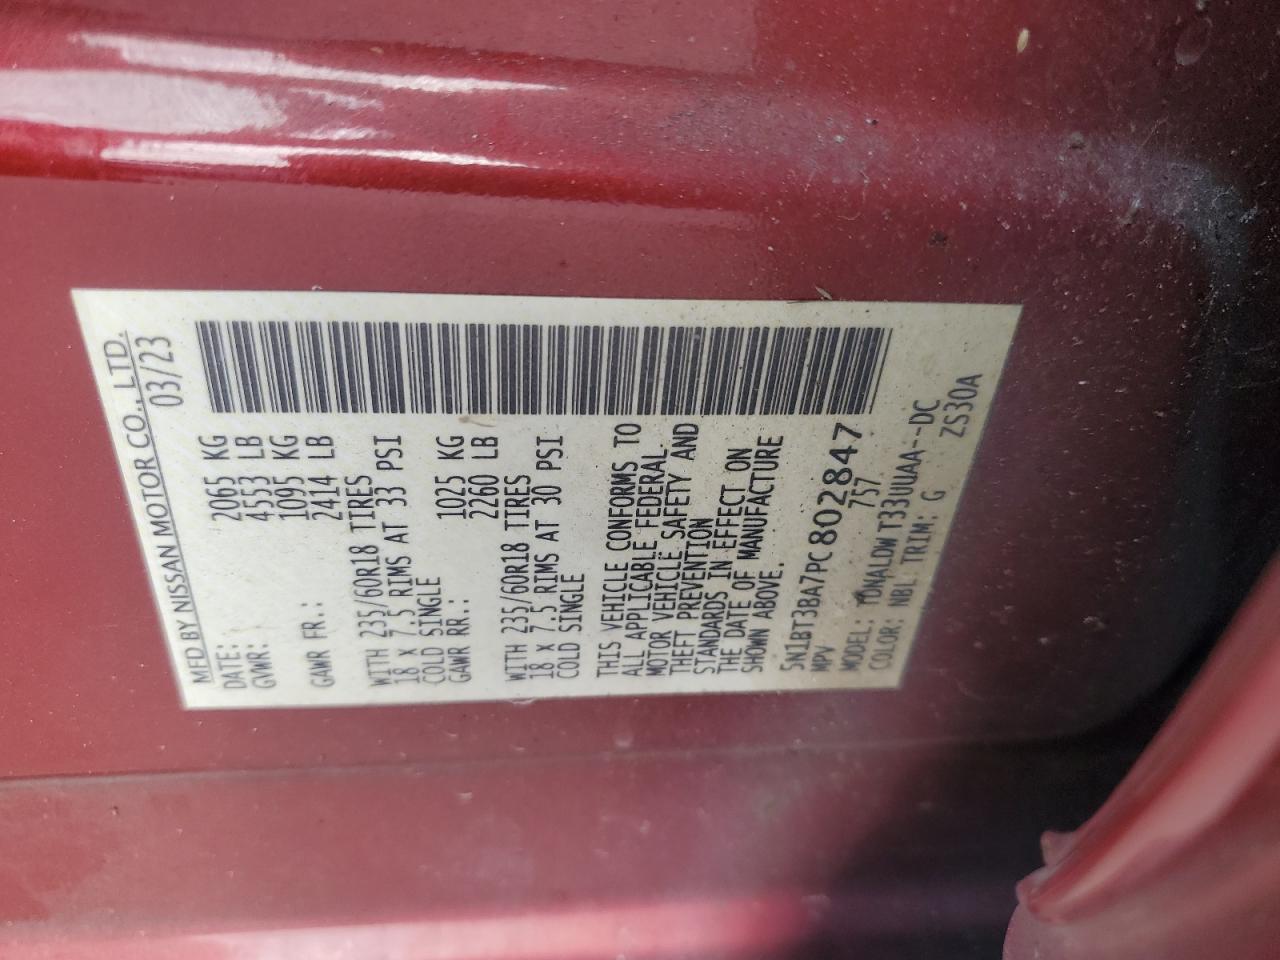 MFD BY NISSAN MOTOR CO., LTD.
DATE: 03/23
GVWR: 2065 KG
4553 LB
GAWR FR.: 1095 KG
2414 LB
WITH 235/60R18 TIRES
18 X 7.5 RIMS AT 33 PSI
COLD SINGLE
GAWR RR.: 1025 KG
2260 LB
WITH 235/60R18 TIRES
18 X 7.5 RIMS AT 30 PSI
COLD SINGLE
THIS VEHICLE CONFORMS TO
ALL APPLICABLE FEDERAL
MOTOR VEHICLE SAFETY AND
THEFT PREVENTION
STANDARDS IN EFFECT ON
THE DATE OF MANUFACTURE
SHOWN ABOVE.
5N1BT3BA7PC802847
MPV 757
MODEL: TDNALDW T33UUAA--DC
COLOR: NBL TRIM: G ZS30A